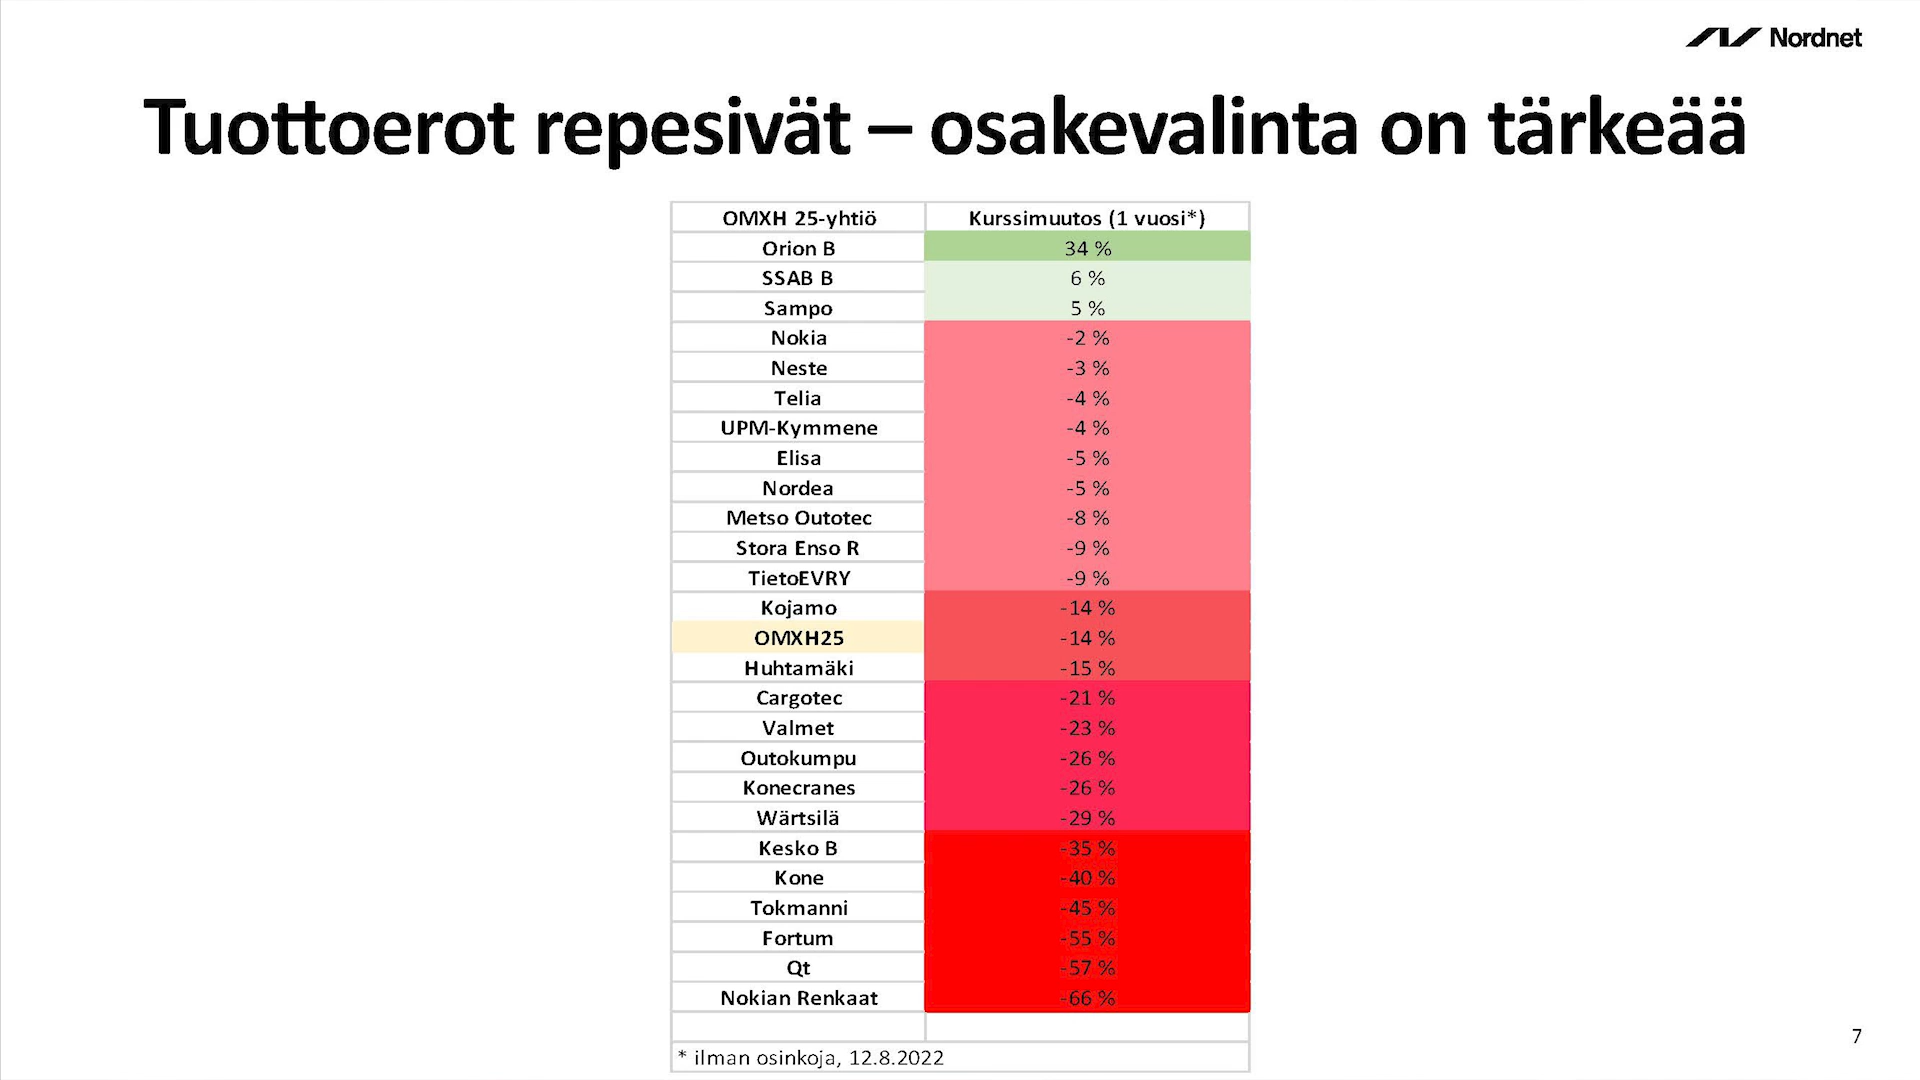 Nordnet
Tuottoerot repesivät – osakevalinta on tärkeää
OMXH 25-yhtiö Kurssimuutos (1 vuosi*)
Orion B 34 %
SSAB B 6 %
Sampo 5 %
Nokia -2 %
Neste -3 %
Telia -4 %
UPM-Kymmene -4 %
Elisa -5 %
Nordea -5 %
Metso Outotec -8 %
Stora Enso R -9 %
TietoEVRY -9 %
Kojamo -14 %
OMXH25 -14 %
Huhtamäki -15 %
Cargotec -21 %
Valmet -23 %
Outokumpu -26 %
Konecranes -26 %
Wärtsilä -29 %
Kesko B -35 %
Kone -40 %
Tokmanni -45 %
Fortum -55 %
Qt -57 %
Nokian Renkaat -66 %
* ilman osinkoja, 12.8.2022
7